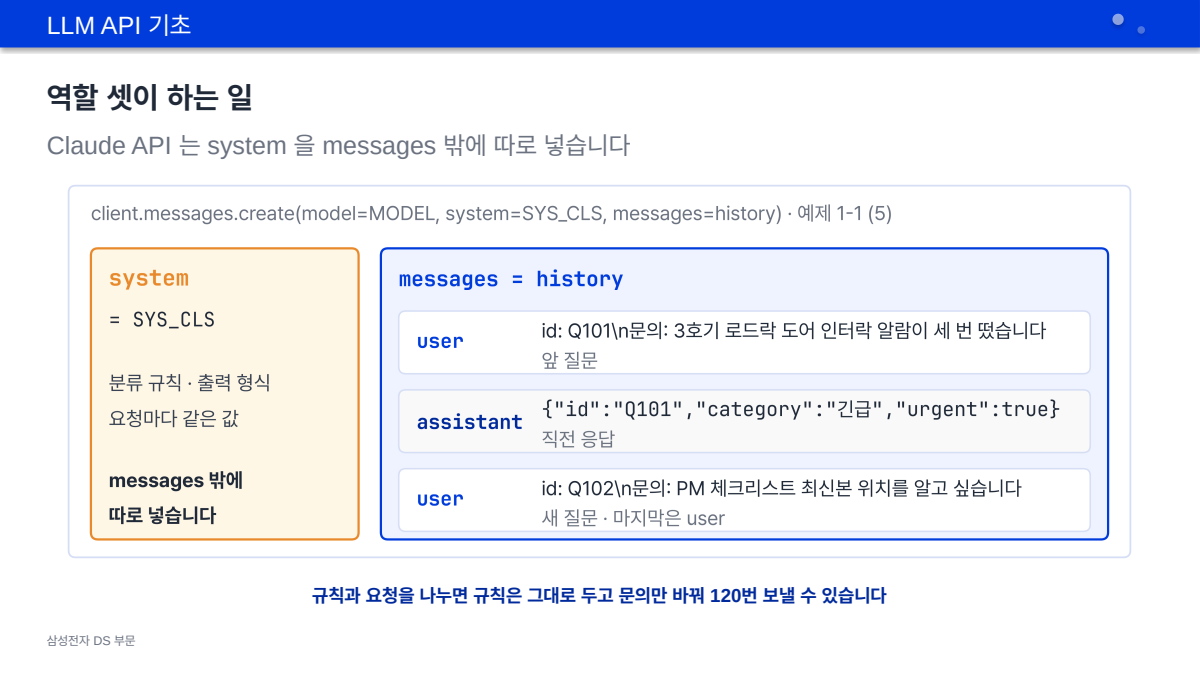 LLM API 기초
역할 셋이 하는 일
Claude API 는 system 을 messages 밖에 따로 넣습니다
client.messages.create(model=MODEL, system=SYS_CLS, messages=history) · 예제 1-1 (5)
system
= SYS_CLS
분류 규칙 · 출력 형식
요청마다 같은 값
messages 밖에
따로 넣습니다
messages = history
user
id: Q101\n문의: 3호기 로드락 도어 인터락 알람이 세 번 떴습니다
앞 질문
assistant
{"id":"Q101","category":"긴급","urgent":true}
직전 응답
user
id: Q102\n문의: PM 체크리스트 최신본 위치를 알고 싶습니다
새 질문 · 마지막은 user
규칙과 요청을 나누면 규칙은 그대로 두고 문의만 바꿔 120번 보낼 수 있습니다
삼성전자 DS 부문